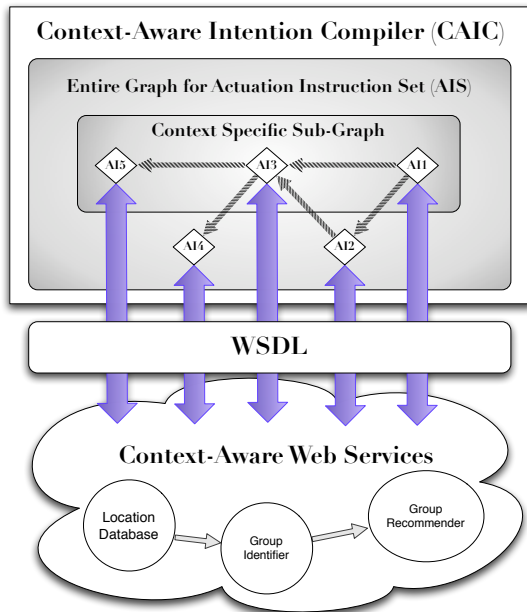 Context-Aware Intention Compiler (CAIC)
Entire Graph for Actuation Instruction Set (AIS)
Context Specific Sub-Graph
AI5
AI3
AI1
AI4
AI2
WSDL
Context-Aware Web Services
Location
Database
Group
Identifier
Group
Recommender